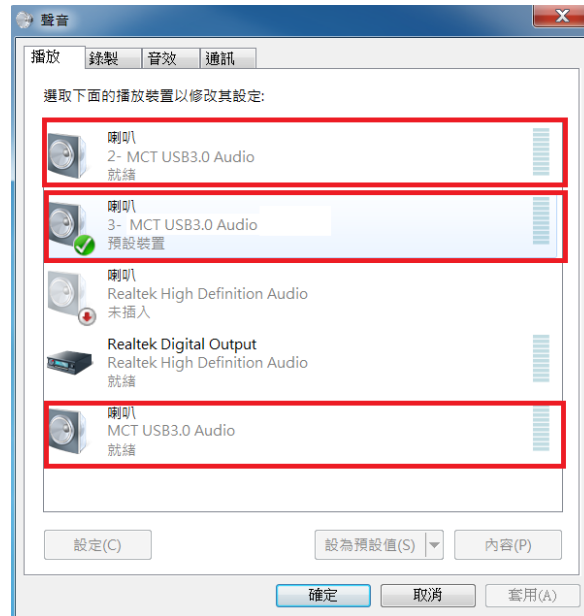 聲音
播放 錄製 音效 通訊
選取下面的播放裝置以修改其設定:
喇叭
2- MCT USB3.0 Audio
就緒
喇叭
3- MCT USB3.0 Audio
預設裝置
喇叭
Realtek High Definition Audio
未插入
Realtek Digital Output
Realtek High Definition Audio
就緒
喇叭
MCT USB3.0 Audio
就緒
設定(C) 設為預設值(S) 內容(P)
確定 取消 套用(A)